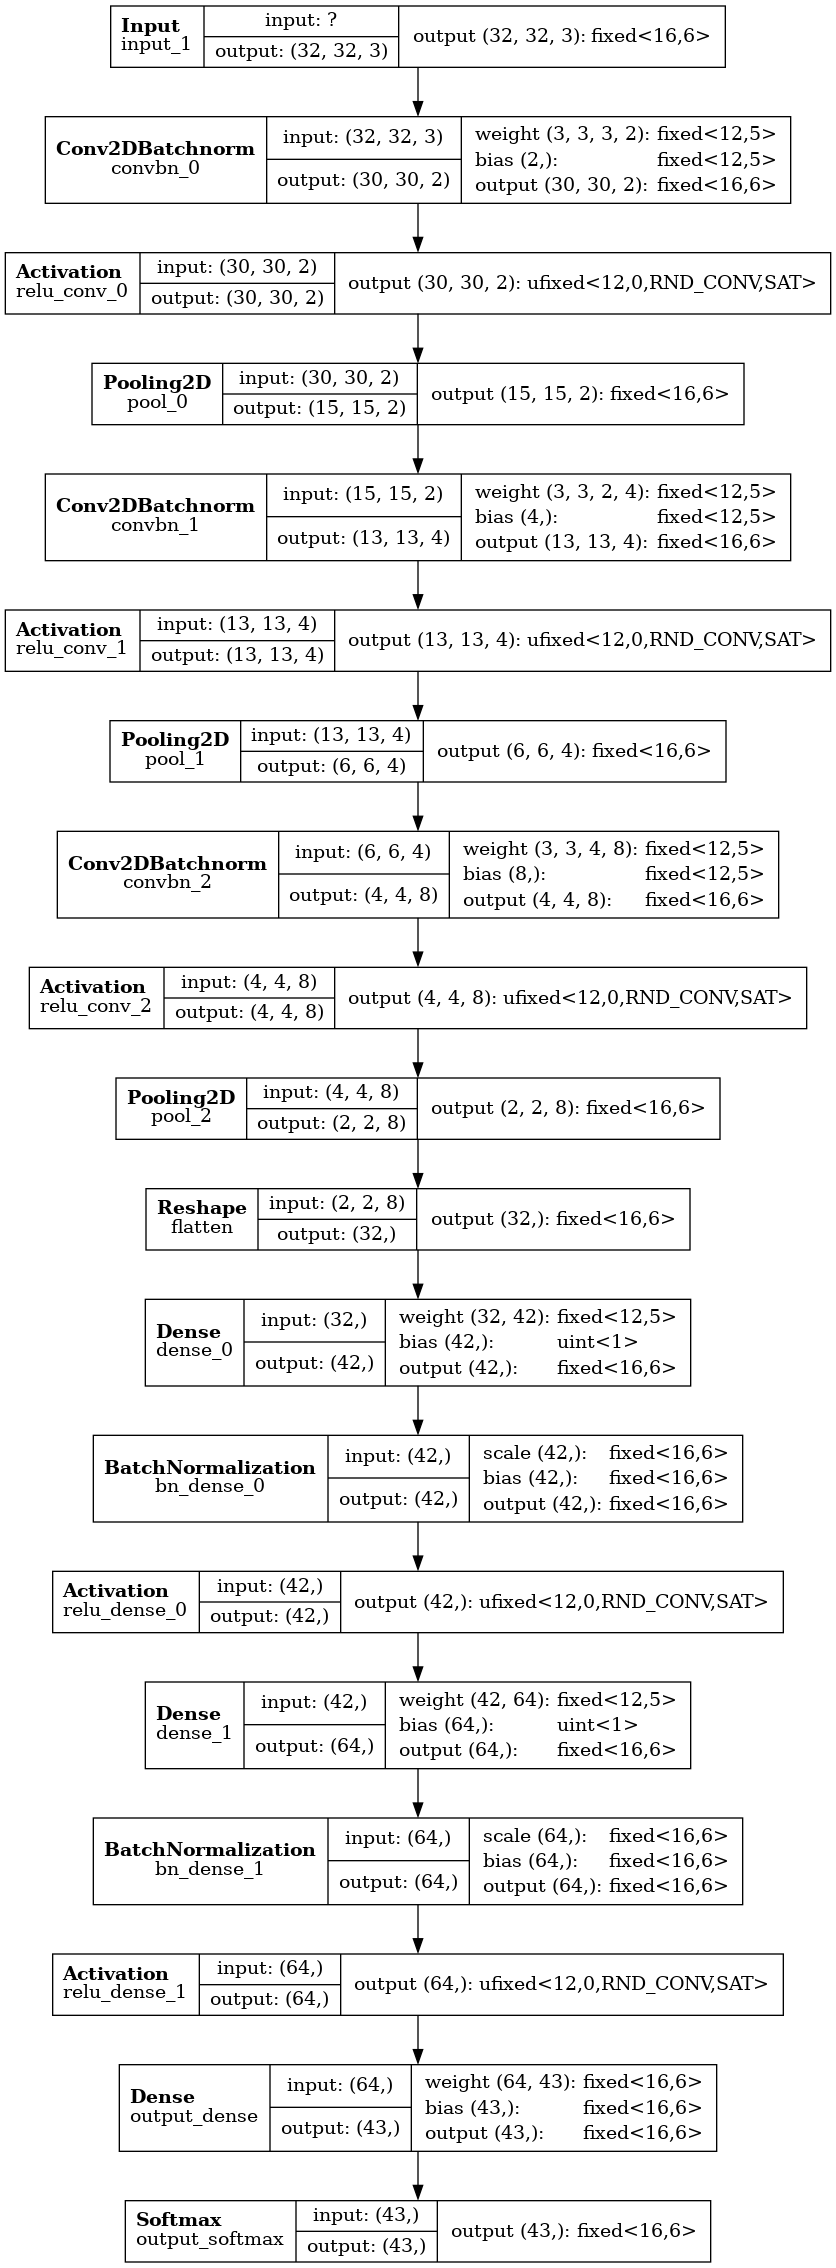 Input
input_1
input: ?
output: (32, 32, 3)
output (32, 32, 3): fixed<16,6>
Conv2DBatchnorm
convbn_0
input: (32, 32, 3)
output: (30, 30, 2)
weight (3, 3, 3, 2): fixed<12,5>
bias (2,): fixed<12,5>
output (30, 30, 2): fixed<16,6>
Activation
relu_conv_0
input: (30, 30, 2)
output: (30, 30, 2)
output (30, 30, 2): ufixed<12,0,RND_CONV,SAT>
Pooling2D
pool_0
input: (30, 30, 2)
output: (15, 15, 2)
output (15, 15, 2): fixed<16,6>
Conv2DBatchnorm
convbn_1
input: (15, 15, 2)
output: (13, 13, 4)
weight (3, 3, 2, 4): fixed<12,5>
bias (4,): fixed<12,5>
output (13, 13, 4): fixed<16,6>
Activation
relu_conv_1
input: (13, 13, 4)
output: (13, 13, 4)
output (13, 13, 4): ufixed<12,0,RND_CONV,SAT>
Pooling2D
pool_1
input: (13, 13, 4)
output: (6, 6, 4)
output (6, 6, 4): fixed<16,6>
Conv2DBatchnorm
convbn_2
input: (6, 6, 4)
output: (4, 4, 8)
weight (3, 3, 4, 8): fixed<12,5>
bias (8,): fixed<12,5>
output (4, 4, 8): fixed<16,6>
Activation
relu_conv_2
input: (4, 4, 8)
output: (4, 4, 8)
output (4, 4, 8): ufixed<12,0,RND_CONV,SAT>
Pooling2D
pool_2
input: (4, 4, 8)
output: (2, 2, 8)
output (2, 2, 8): fixed<16,6>
Reshape
flatten
input: (2, 2, 8)
output: (32,)
output (32,): fixed<16,6>
Dense
dense_0
input: (32,)
output: (42,)
weight (32, 42): fixed<12,5>
bias (42,): uint<1>
output (42,): fixed<16,6>
BatchNormalization
bn_dense_0
input: (42,)
output: (42,)
scale (42,): fixed<16,6>
bias (42,): fixed<16,6>
output (42,): fixed<16,6>
Activation
relu_dense_0
input: (42,)
output: (42,)
output (42,): ufixed<12,0,RND_CONV,SAT>
Dense
dense_1
input: (42,)
output: (64,)
weight (42, 64): fixed<12,5>
bias (64,): uint<1>
output (64,): fixed<16,6>
BatchNormalization
bn_dense_1
input: (64,)
output: (64,)
scale (64,): fixed<16,6>
bias (64,): fixed<16,6>
output (64,): fixed<16,6>
Activation
relu_dense_1
input: (64,)
output: (64,)
output (64,): ufixed<12,0,RND_CONV,SAT>
Dense
output_dense
input: (64,)
output: (43,)
weight (64, 43): fixed<16,6>
bias (43,): fixed<16,6>
output (43,): fixed<16,6>
Softmax
output_softmax
input: (43,)
output: (43,)
output (43,): fixed<16,6>